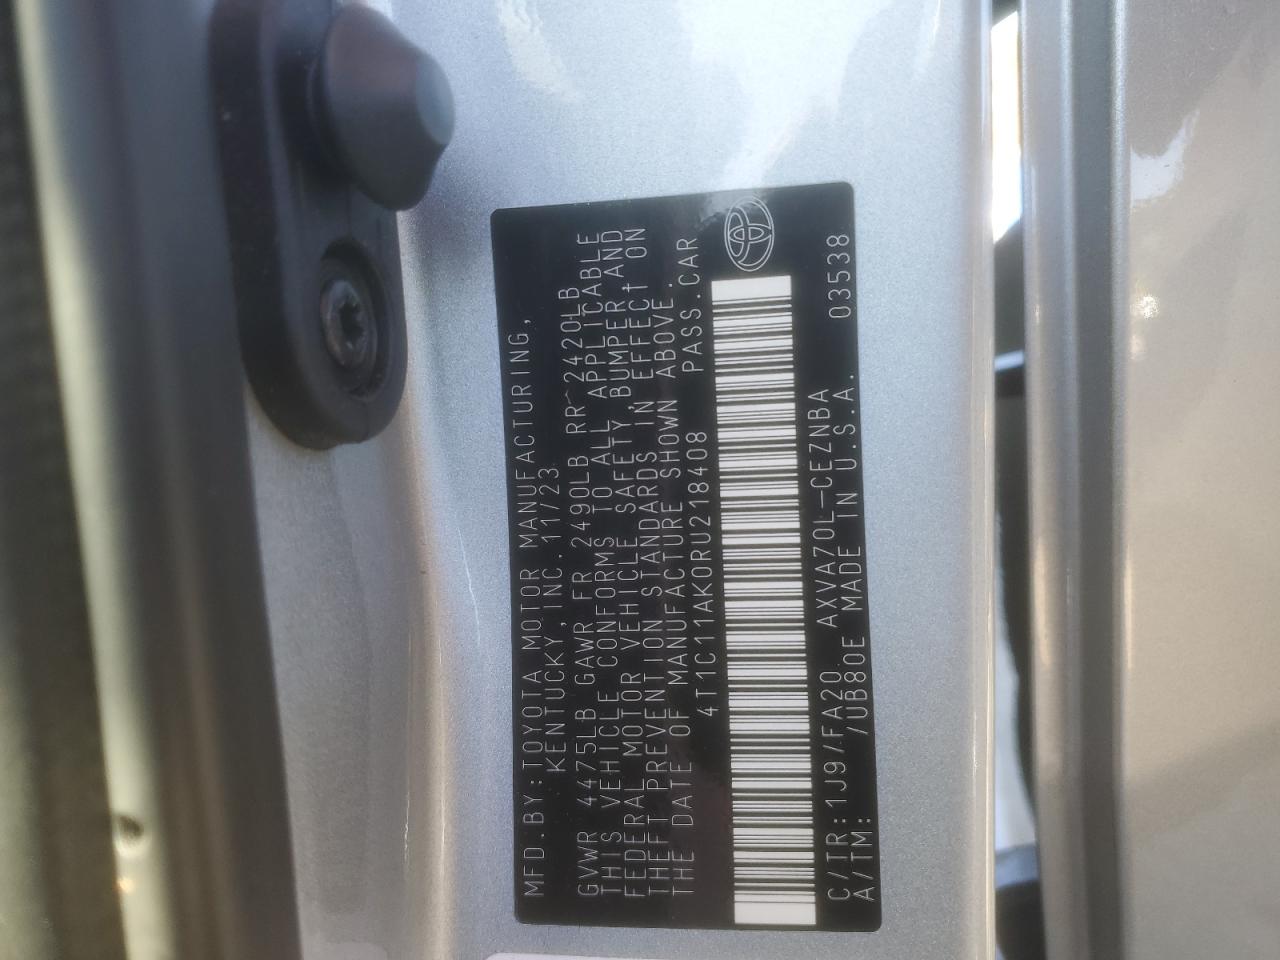 MFD.BY:TOYOTA MOTOR MANUFACTURING,
KENTUCKY,INC. 11/23
GVWR 4475LB GAWR FR 2490LB RR 2420LB
THIS VEHICLE CONFORMS TO ALL APPLICABLE
FEDERAL MOTOR VEHICLE SAFETY,BUMPER,AND
THEFT PREVENTION STANDARDS IN EFFECT ON
THE DATE OF MANUFACTURE SHOWN ABOVE.
4T1C11AK0RU218408 PASS.CAR
C/TR:1J9/FA20 AXVA70L-CEZNBA 03538
A/TM: /UB80E MADE IN U.S.A.